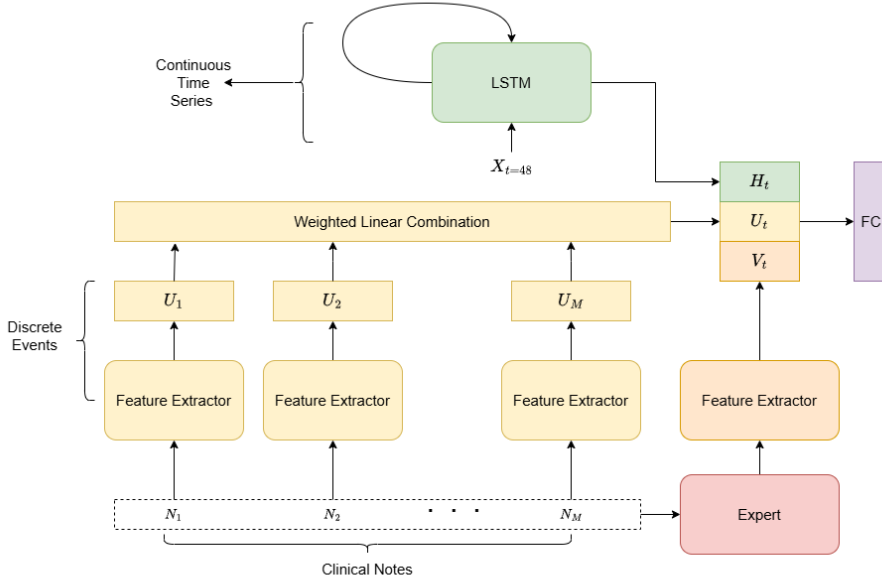 Continuous
Time
Series
LSTM
$X_{t=48}$
$H_t$
Weighted Linear Combination
$U_t$
FC
$V_t$
Discrete
Events
$U_1$
$U_2$
$U_M$
Feature Extractor
Feature Extractor
Feature Extractor
Feature Extractor
$N_1$
$N_2$
. . .
$N_M$
Expert
Clinical Notes